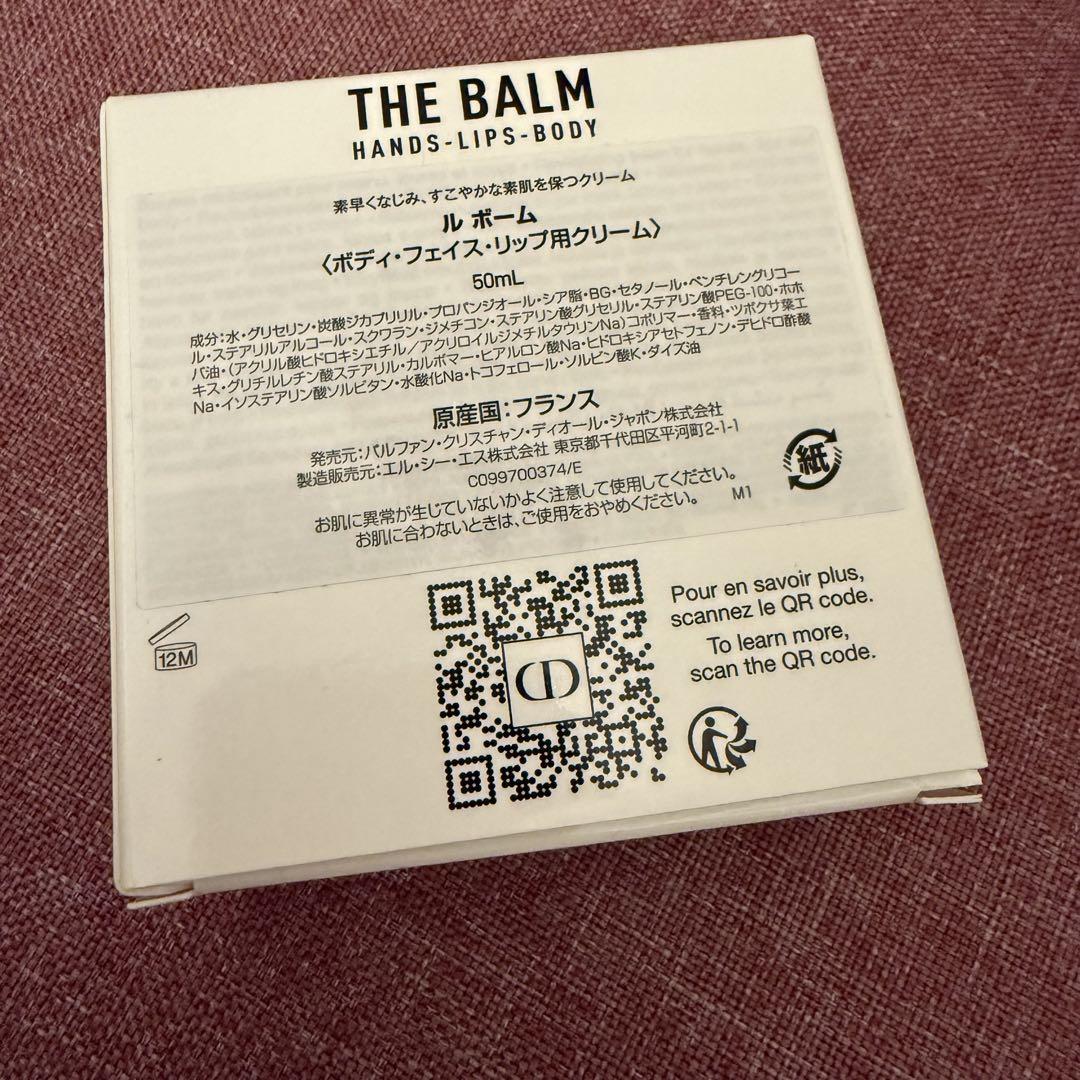 THE BALM
HANDS-LIPS-BODY
素早くなじみ、すこやかな素肌を保つクリーム
ル ボーム
〈ボディ・フェイス・リップ用クリーム〉
50mL
成分：水・グリセリン・炭酸ジカプリリル・プロパンジオール・シア脂・BG・セタノール・ペンチレングリコー
ル・ステアリルアルコール・スクワラン・ジメチコン・ステアリン酸グリセリル・ステアリン酸PEG-100・ホホ
バ油・（アクリル酸ヒドロキシエチル／アクリロイルジメチルタウリンNa）コポリマー・香料・ツボクサ葉エ
キス・グリチルレチン酸ステアリル・カルボマー・ヒアルロン酸Na・ヒドロキシアセトフェノン・デヒドロ酢酸
Na・イソステアリン酸ソルビタン・水酸化Na・トコフェロール・ソルビン酸K・ダイズ油
原産国：フランス
発売元：パルファン・クリスチャン・ディオール・ジャポン株式会社
製造販売元：エル・シー・エス株式会社 東京都千代田区平河町2-1-1
C099700374/E
お肌に異常が生じていないかよく注意して使用してください。
お肌に合わないときは、ご使用をおやめください。
M1
紙
12M
CD
Pour en savoir plus,
scannez le QR code.
To learn more,
scan the QR code.